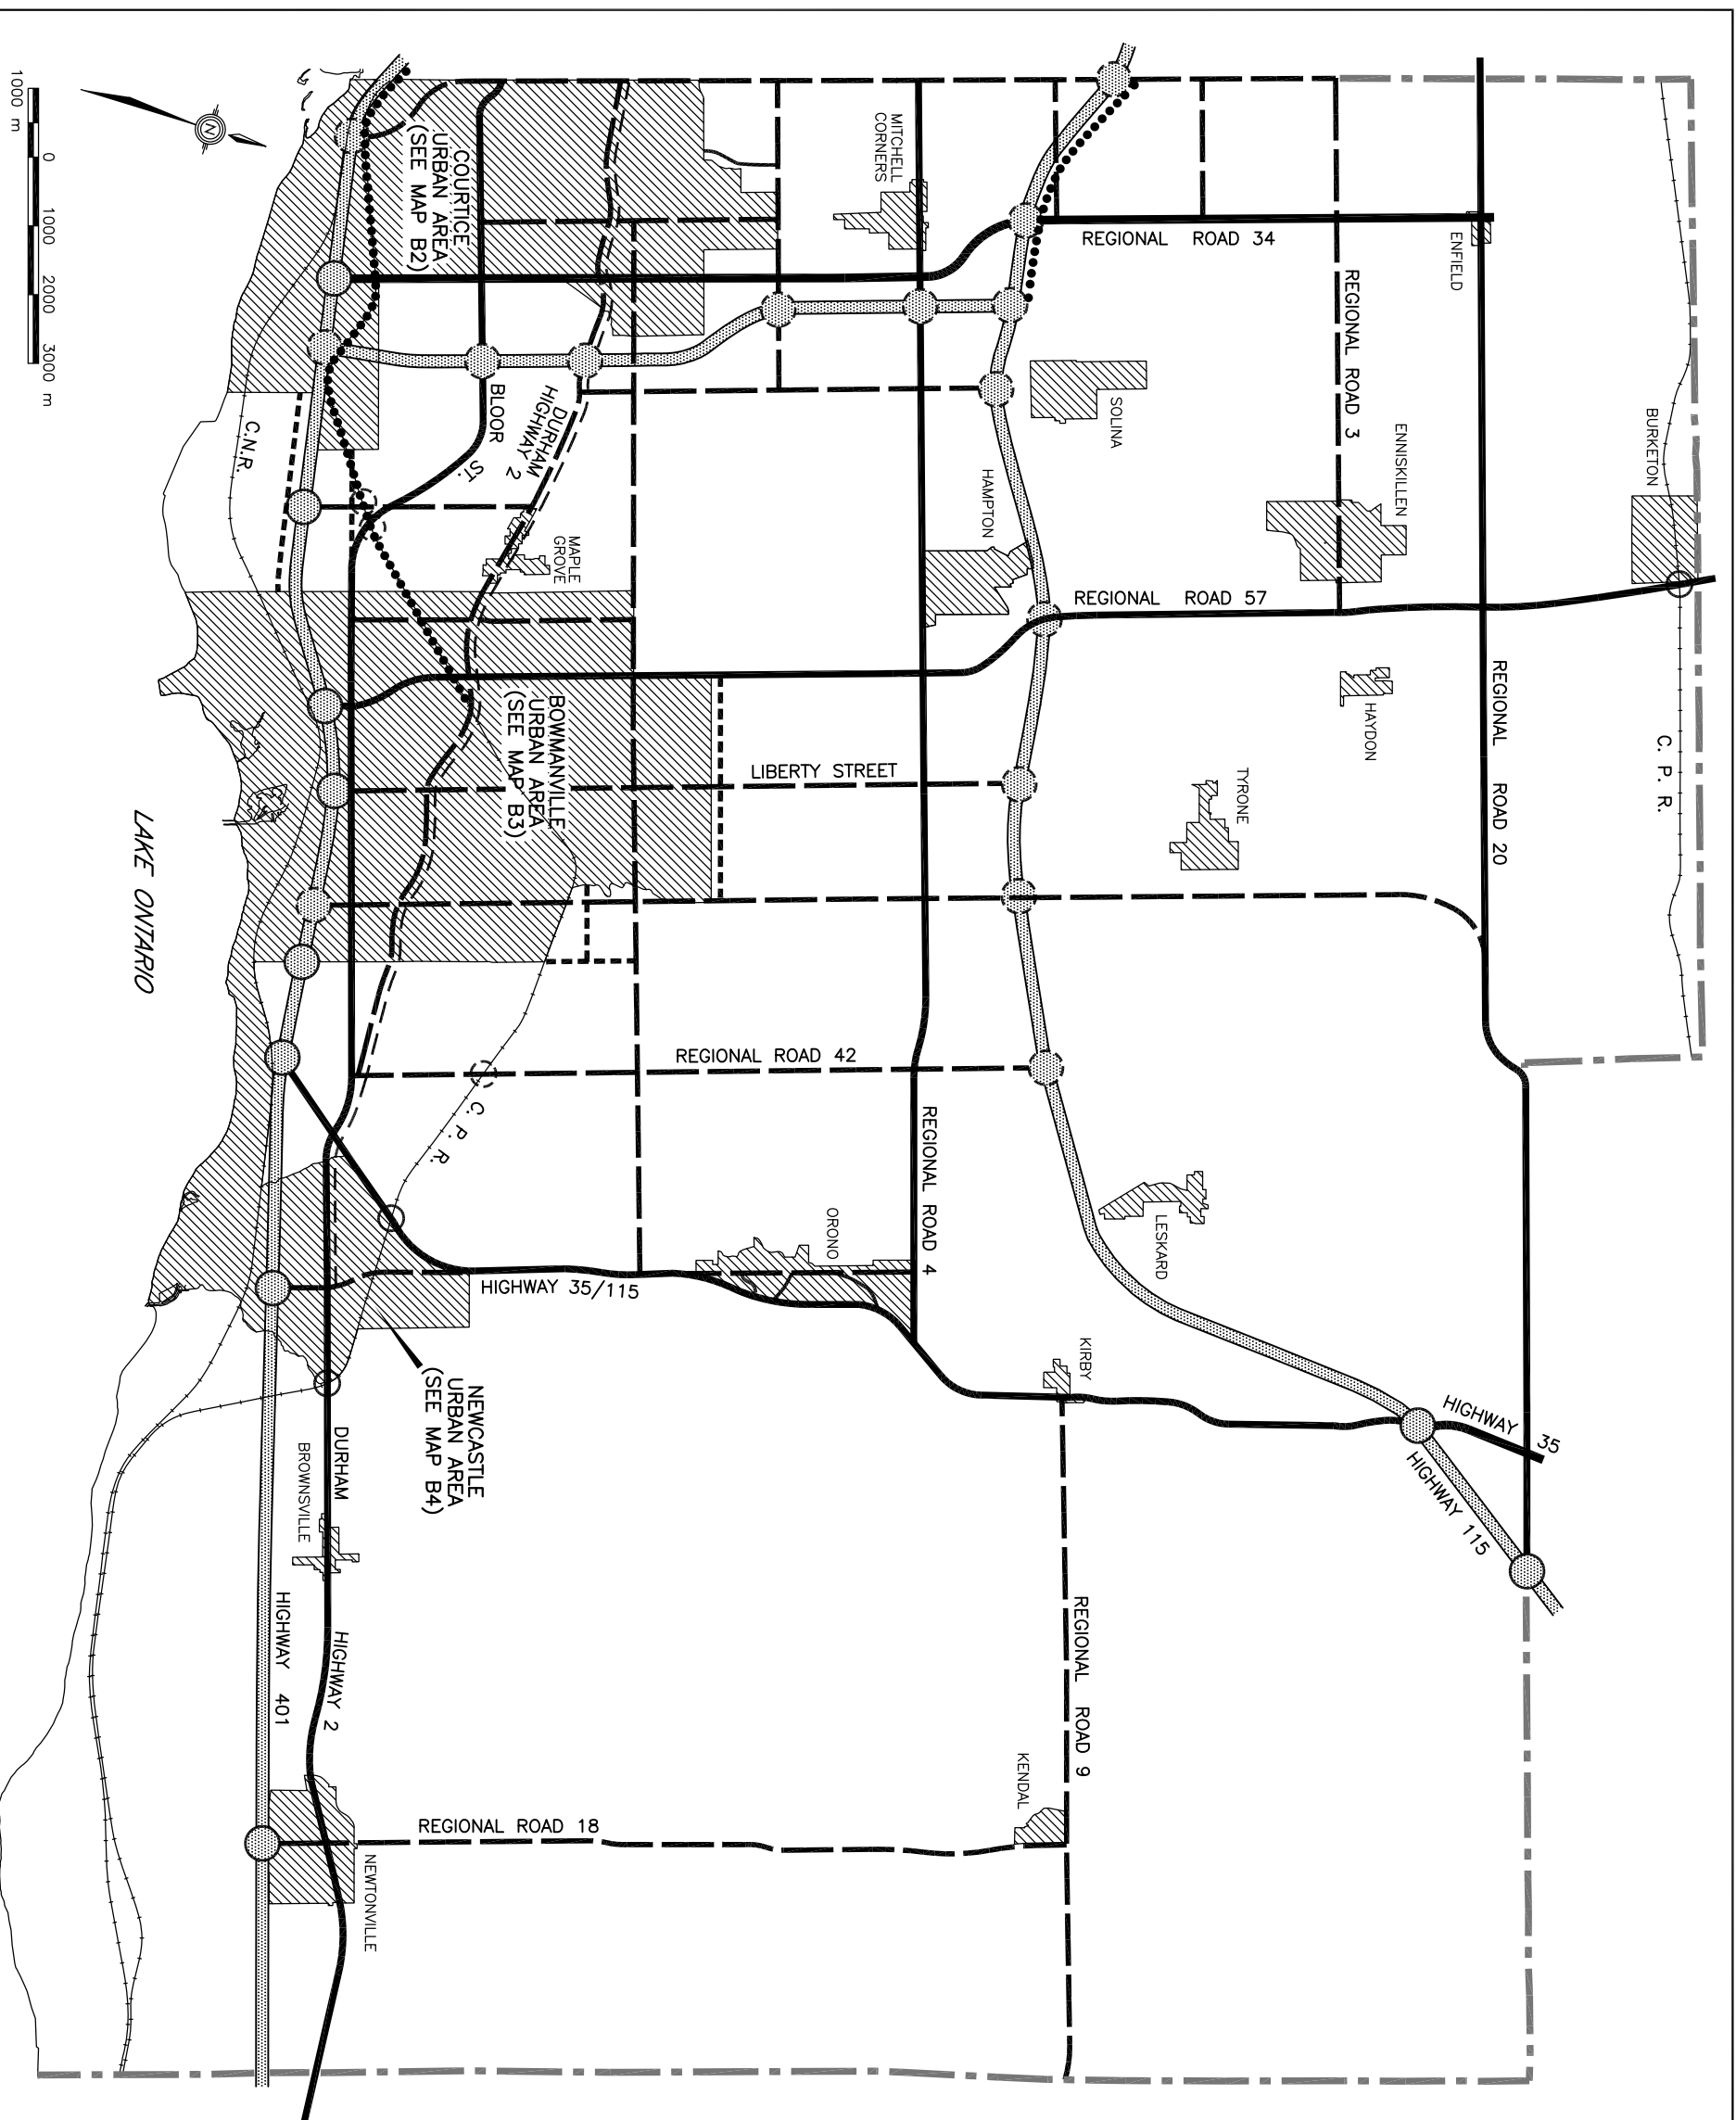 BURKETON
C. P. R.
ENFIELD
REGIONAL ROAD 20
REGIONAL ROAD 3
ENNISKILLEN
HAYDON
REGIONAL ROAD 34
REGIONAL ROAD 57
SOLINA
TYRONE
HAMPTON
LESKARD
HIGHWAY 35
HIGHWAY 115
MITCHELL
CORNERS
LIBERTY STREET
REGIONAL ROAD 42
REGIONAL ROAD 4
ORONO
KIRBY
REGIONAL ROAD 9
KENDAL
HIGHWAY 35/115
REGIONAL ROAD 18
COURTICE
URBAN AREA
(SEE MAP B2)
BLOOR
ST.
DURHAM
HIGHWAY 2
MAPLE
GROVE
BOWMANVILLE
URBAN AREA
(SEE MAP B3)
C. P. R.
NEWCASTLE
URBAN AREA
(SEE MAP B4)
DURHAM
HIGHWAY 2
BROWNSVILLE
HIGHWAY 401
NEWTONVILLE
C.N.R.
LAKE ONTARIO
N
1000 m 0 1000 2000 3000 m